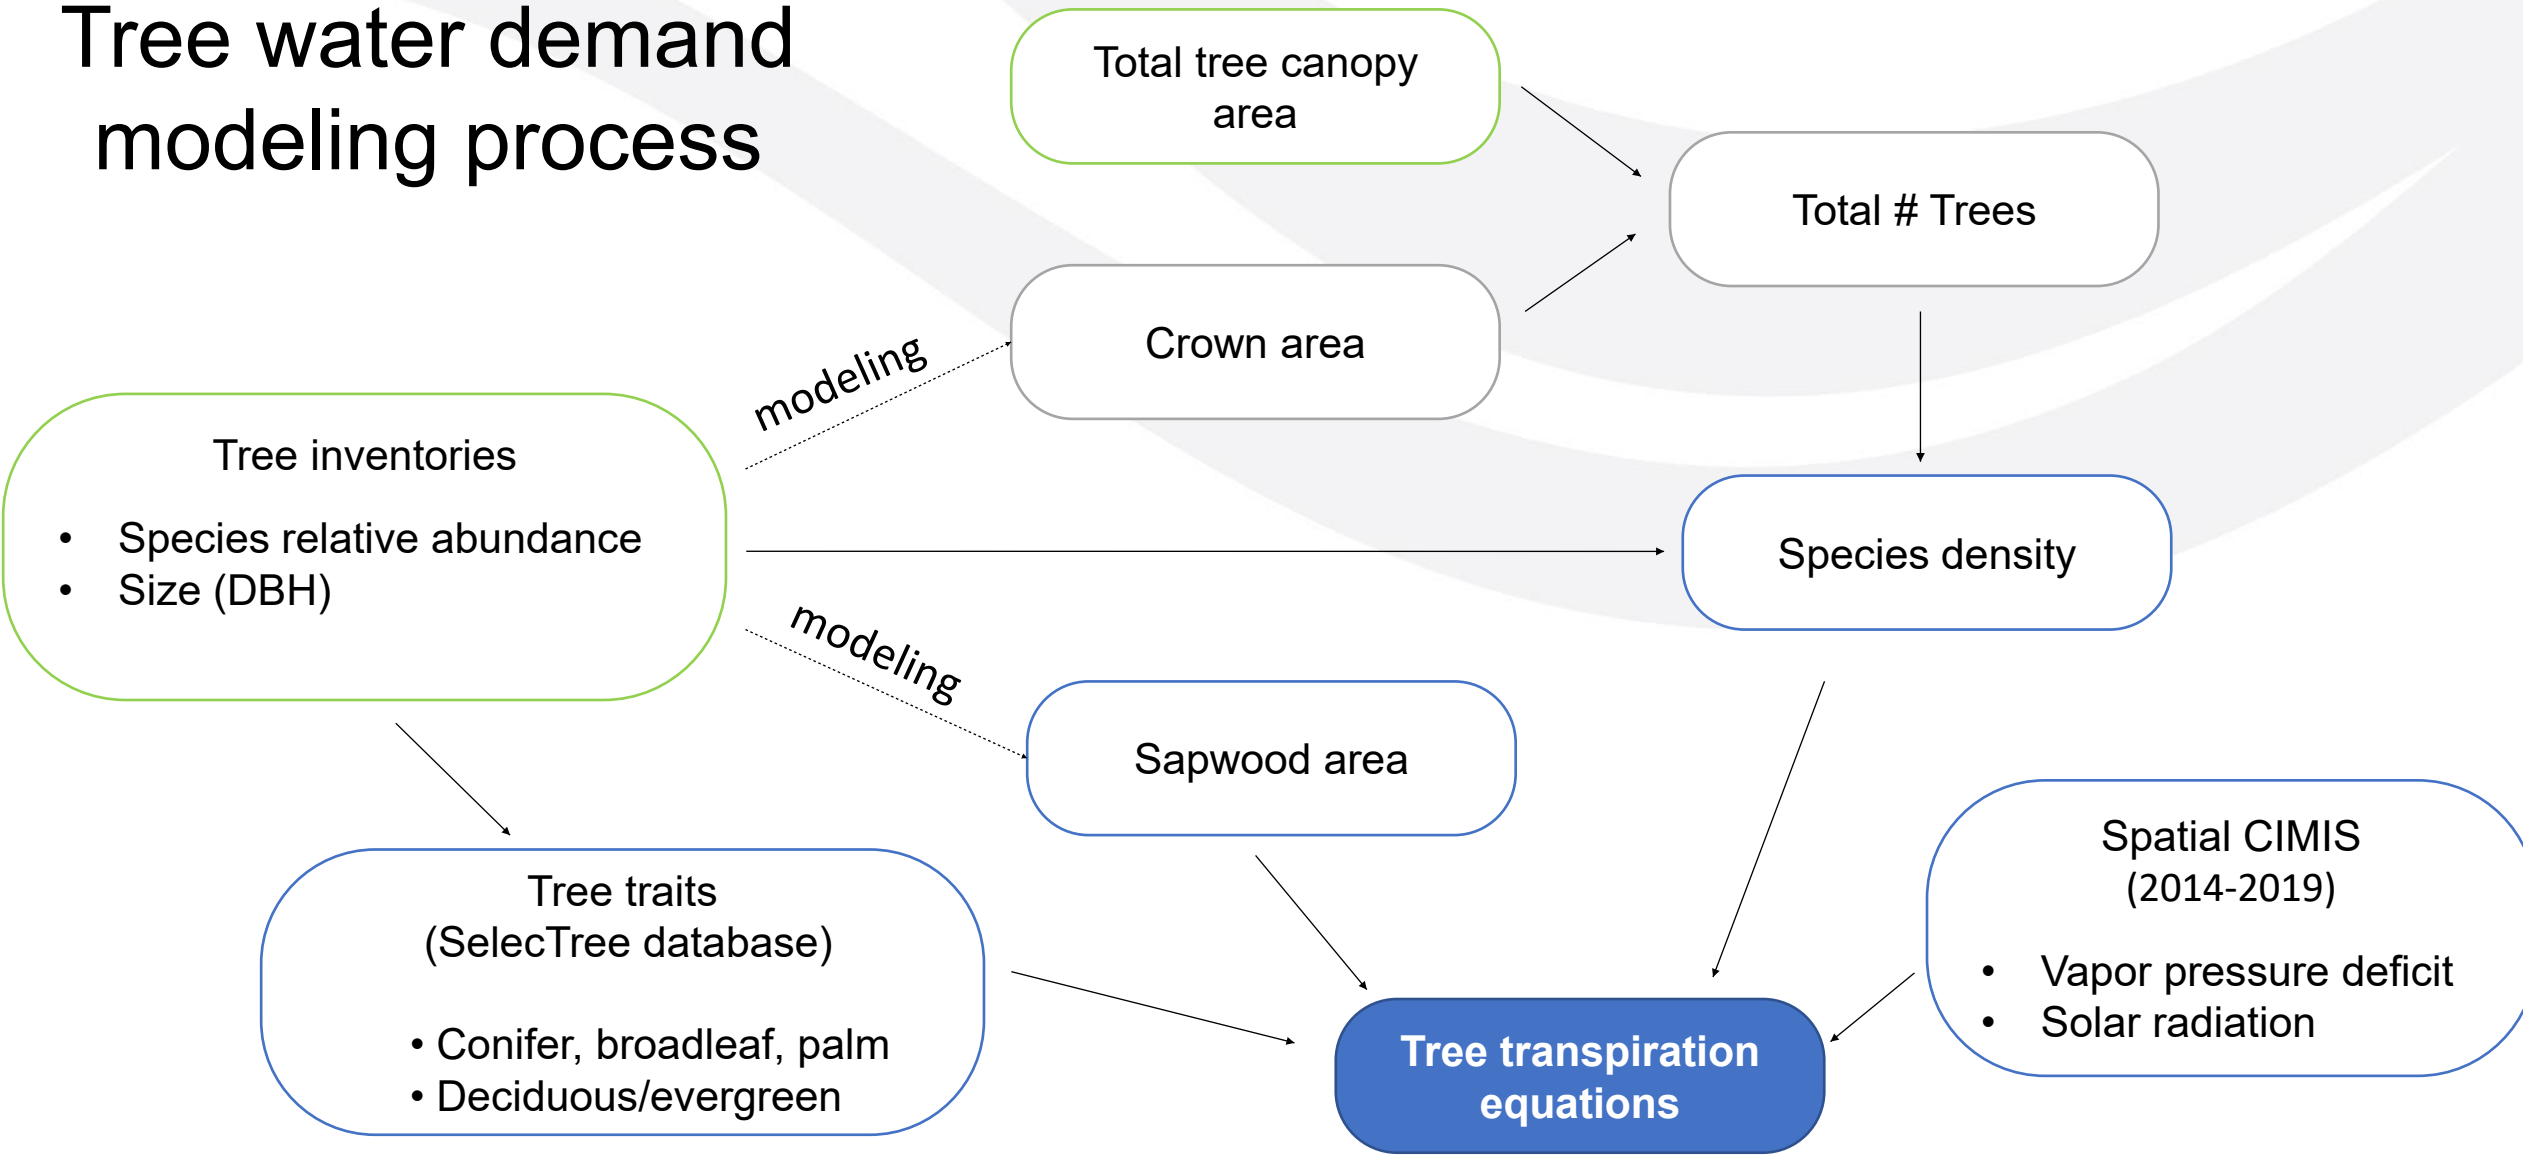 Tree water demand
modeling process
Total tree canopy
area
Total # Trees
Crown area
modeling
Tree inventories
• Species relative abundance
• Size (DBH)
Species density
modeling
Sapwood area
Tree traits
(SelecTree database)
• Conifer, broadleaf, palm
• Deciduous/evergreen
Spatial CIMIS
(2014-2019)
• Vapor pressure deficit
• Solar radiation
Tree transpiration
equations